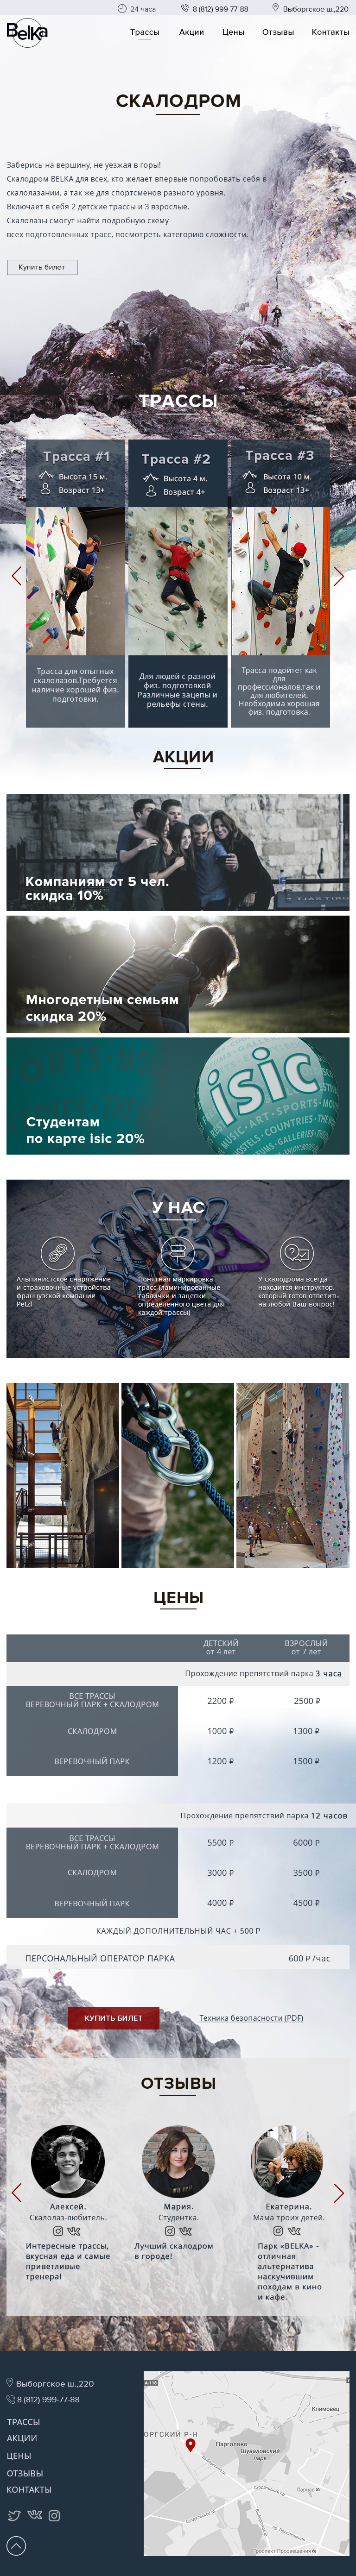 24 часа
8 (812) 999-77-88
Выборгское ш.,220
Belka
Трассы
Акции
Цены
Отзывы
Контакты
СКАЛОДРОМ
Заберись на вершину, не уезжая в горы!
Скалодром BELKA для всех, кто желает впервые попробовать себя в
скалолазании, а так же для спортсменов разного уровня.
Включает в себя 2 детские трассы и 3 взрослые.
Скалолазы смогут найти подробную схему
всех подготовленных трасс, посмотреть категорию сложности.
Купить билет
ТРАССЫ
Трасса #1
Высота 15 м.
Возраст 13+
Трасса для опытных
скалолазов.Требуется
наличие хорошей физ.
подготовки.
Трасса #2
Высота 4 м.
Возраст 4+
Для людей с разной
физ. подготовкой
Различные зацепы и
рельефы стены.
Трасса #3
Высота 10 м.
Возраст 13+
Трасса подойтет как
для
профессионалов,так и
для любителей.
Необходима хорошая
физ. подготовка.
АКЦИИ
Компаниям от 5 чел.
скидка 10%
Многодетным семьям
скидка 20%
Студентам
по карте isic 20%
isic
У НАС
Альпинистское снаряжение
и страховочные устройства
французской компании
Petzl
Понятная маркировка
трасс (ламинированные
таблички и зацепки
определенного цвета для
каждой трассы)
У скалодрома всегда
находится инструктор,
который готов ответить
на любой Ваш вопрос!
ЦЕНЫ
ДЕТСКИЙ
от 4 лет
ВЗРОСЛЫЙ
от 7 лет
Прохождение препятствий парка 3 часа
ВСЕ ТРАССЫ
ВЕРЕВОЧНЫЙ ПАРК + СКАЛОДРОМ
2200 ₽
2500 ₽
СКАЛОДРОМ
1000 ₽
1300 ₽
ВЕРЕВОЧНЫЙ ПАРК
1200 ₽
1500 ₽
Прохождение препятствий парка 12 часов
ВСЕ ТРАССЫ
ВЕРЕВОЧНЫЙ ПАРК + СКАЛОДРОМ
5500 ₽
6000 ₽
СКАЛОДРОМ
3000 ₽
3500 ₽
ВЕРЕВОЧНЫЙ ПАРК
4000 ₽
4500 ₽
КАЖДЫЙ ДОПОЛНИТЕЛЬНЫЙ ЧАС + 500 ₽
ПЕРСОНАЛЬНЫЙ ОПЕРАТОР ПАРКА
600 ₽ /час
КУПИТЬ БИЛЕТ
Техника безопасности (PDF)
ОТЗЫВЫ
Алексей.
Скалолаз-любитель.
Интересные трассы,
вкусная еда и самые
приветливые
тренера!
Мария.
Студентка.
Лучший скалодром
в городе!
Екатерина.
Мама троих детей.
Парк «BELKA» -
отличная
альтернатива
наскучившим
походам в кино
и кафе.
Выборгское ш.,220
8 (812) 999-77-88
ТРАССЫ
АКЦИИ
ЦЕНЫ
ОТЗЫВЫ
КОНТАКТЫ
ОРГСКИЙ Р-Н
Климовец
Парголово
Шуваловский
парк
Парнас
Проспект Просвещения